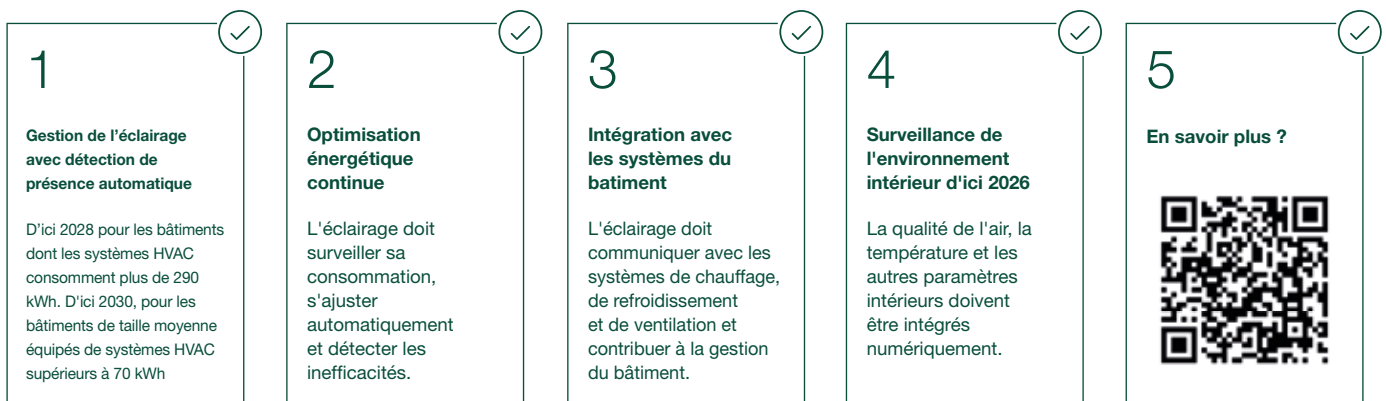 1
Gestion de l’éclairage
avec détection de
présence automatique
D’ici 2028 pour les bâtiments
dont les systèmes HVAC
consomment plus de 290
kWh. D'ici 2030, pour les
bâtiments de taille moyenne
équipés de systèmes HVAC
supérieurs à 70 kWh
2
Optimisation
énergétique
continue
L'éclairage doit
surveiller sa
consommation,
s'ajuster
automatiquement
et détecter les
inefficacités.
3
Intégration avec
les systèmes du
batiment
L'éclairage doit
communiquer avec les
systèmes de chauffage,
de refroidissement
et de ventilation et
contribuer à la gestion
du bâtiment.
4
Surveillance de
l'environnement
intérieur d'ici 2026
La qualité de l'air, la
température et les
autres paramètres
intérieurs doivent
être intégrés
numériquement.
5
En savoir plus ?